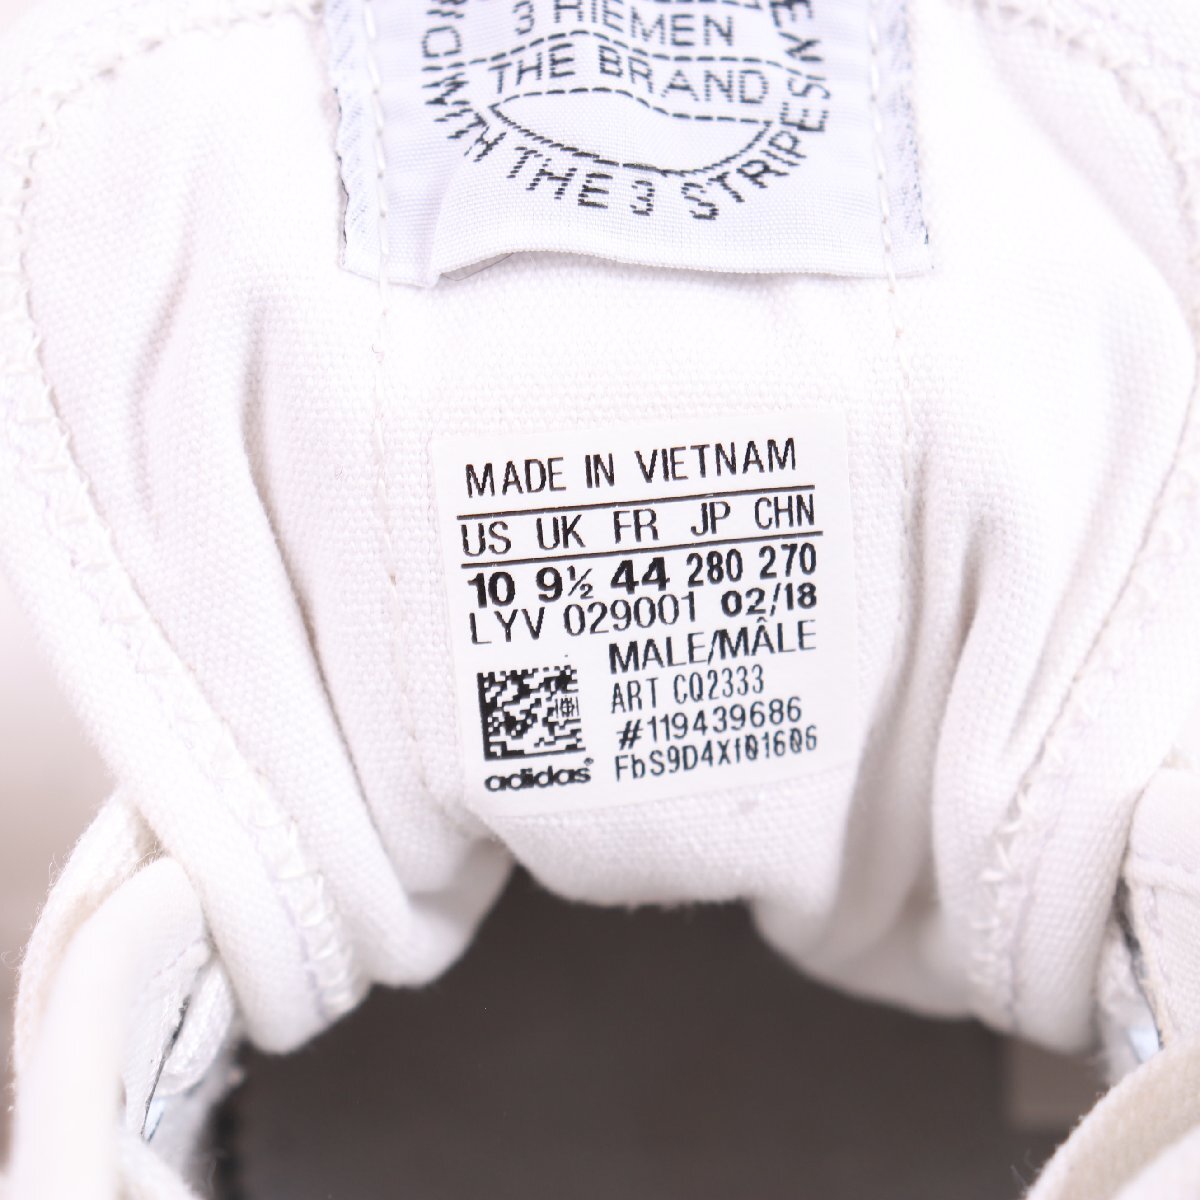 3 RIEMEN
THE BRAND
WITH THE 3 STRIPES
MADE IN VIETNAM
US UK FR JP CHN
10 9½ 44 280 270
LYV 029001 02/18
MALE/MÂLE
ART CQ2333
#119439686
FbS9D4Xf01606
adidas